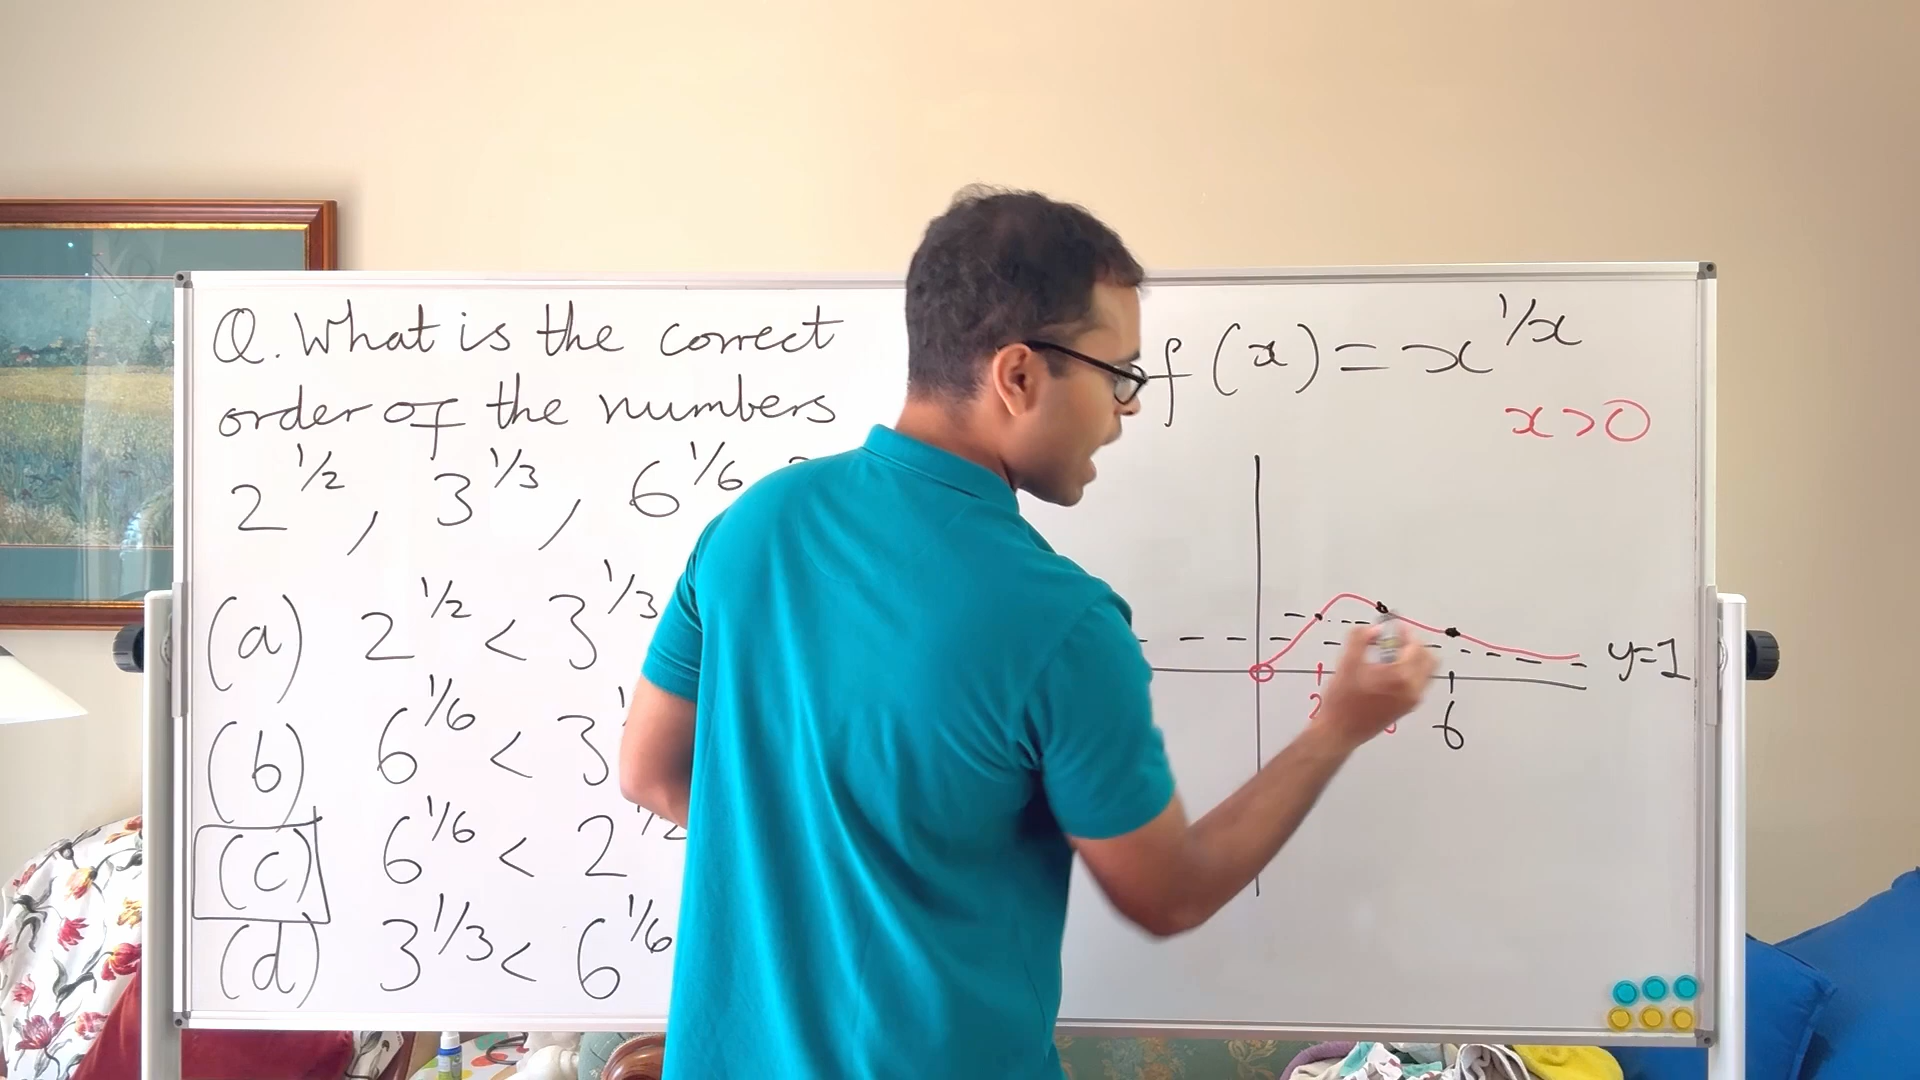 Q. What is the correct
order of the numbers
2^1/2, 3^1/3, 6^1/6
(a) 2^1/2 < 3^1/3
(b) 6^1/6 < 3
(c) 6^1/6 < 2^1/2
(d) 3^1/3 < 6^1/6
f(x) = x^1/x
x > 0
y=1
2
6